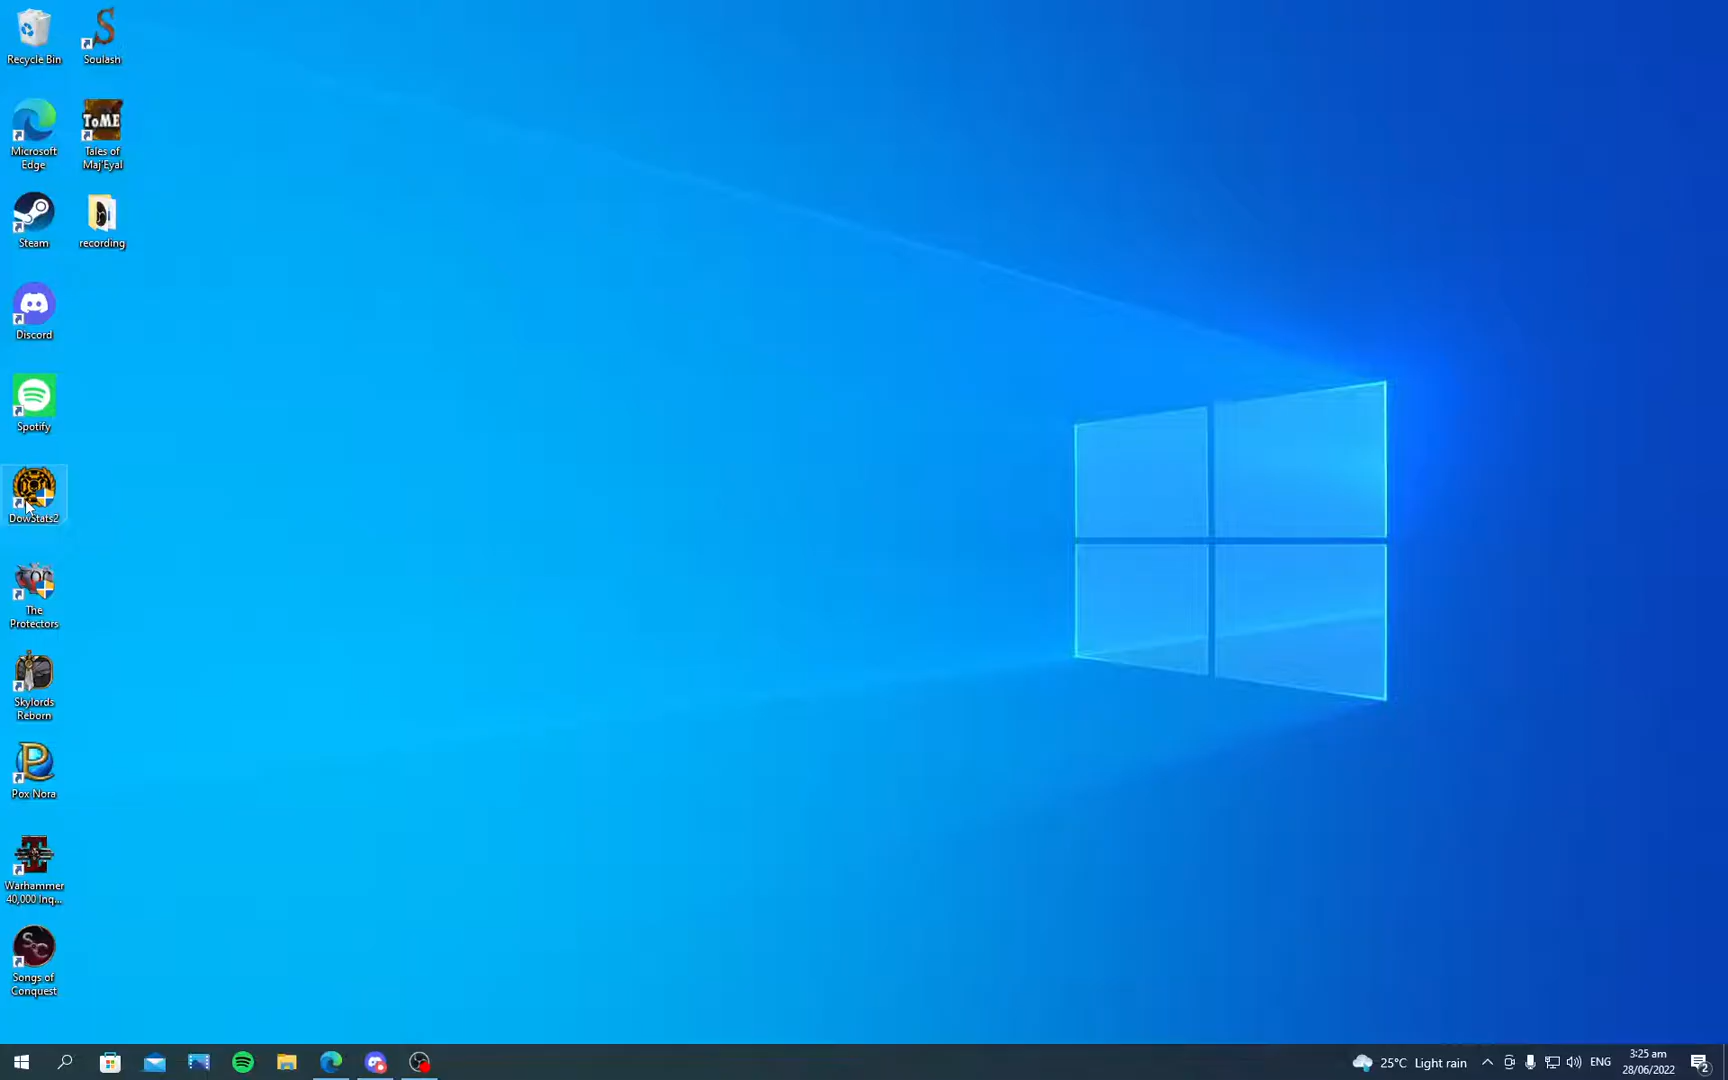 Recycle Bin
Soulash
Microsoft
Edge
ToME
Tales of
Maj'Eyal
Steam
recording
Discord
Spotify
DowStats2
The
Protectors
Skylords
Reborn
Pox Nora
Warhammer
40,000 Inq...
Songs of
Conquest
25°C Light rain
ENG
3:25 am
28/06/2022
2